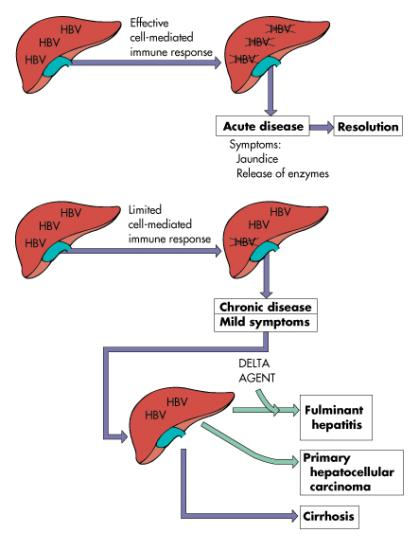 HBV
HBV
HBV
Effective
cell-mediated
immune response
HBV
HBV
HBV
Acute disease
Resolution
Symptoms:
Jaundice
Release of enzymes
HBV
HBV
HBV
Limited
cell-mediated
immune response
HBV
HBV
HBV
Chronic disease
Mild symptoms
DELTA
AGENT
HBV
HBV
Fulminant
hepatitis
Primary
hepatocellular
carcinoma
Cirrhosis